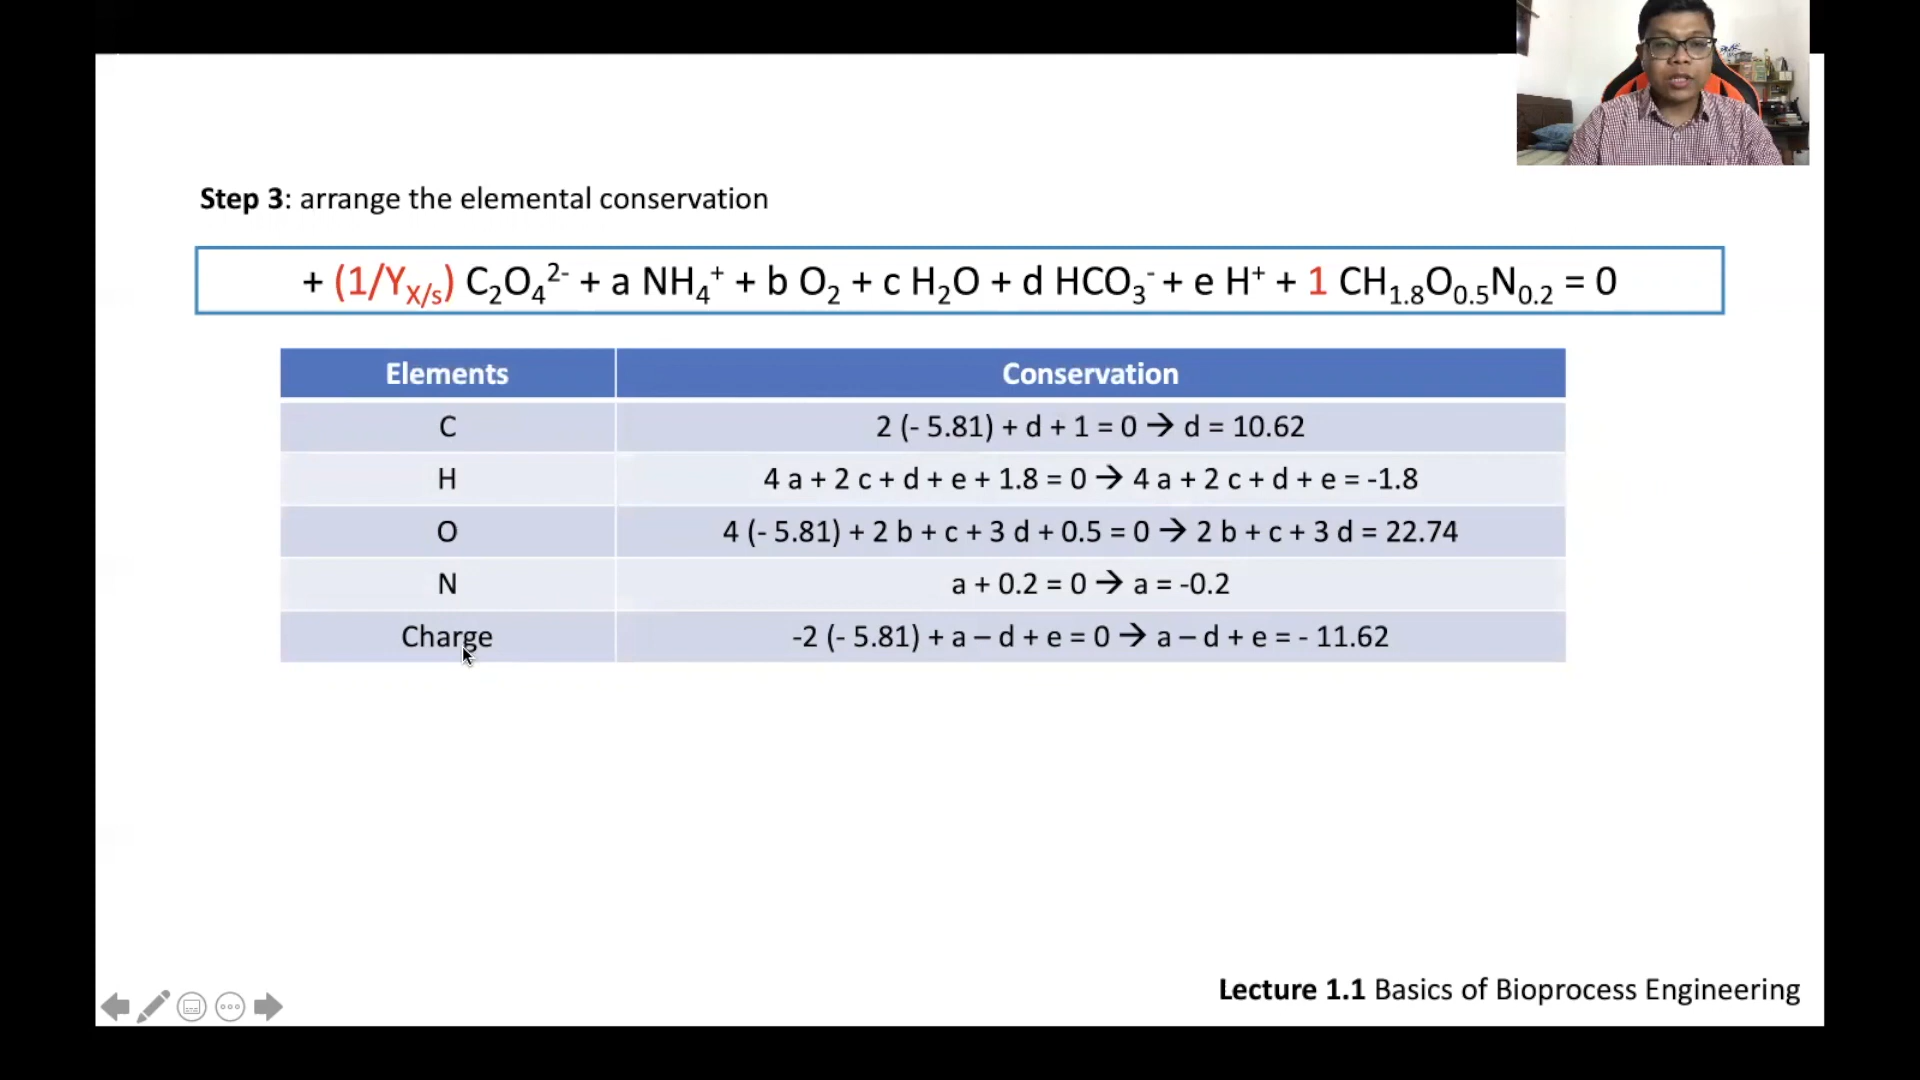 Step 3: arrange the elemental conservation
+ (1/Y_X/s) C₂O₄²⁻ + a NH₄⁺ + b O₂ + c H₂O + d HCO₃⁻ + e H⁺ + 1 CH₁.₈O₀.₅N₀.₂ = 0
Elements Conservation
C 2 (- 5.81) + d + 1 = 0 → d = 10.62
H 4 a + 2 c + d + e + 1.8 = 0 → 4 a + 2 c + d + e = -1.8
O 4 (- 5.81) + 2 b + c + 3 d + 0.5 = 0 → 2 b + c + 3 d = 22.74
N a + 0.2 = 0 → a = -0.2
Charge -2 (- 5.81) + a – d + e = 0 → a – d + e = - 11.62
Lecture 1.1 Basics of Bioprocess Engineering